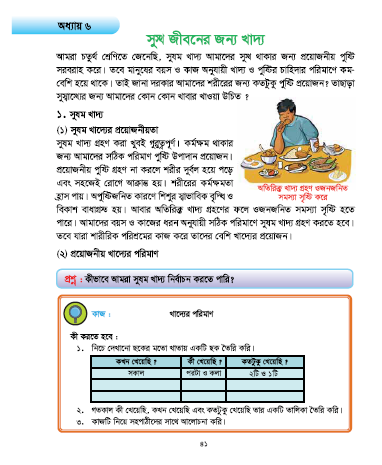 অধ্যায় ৬
সুস্থ জীবনের জন্য খাদ্য
আমরা চতুর্থ শ্রেণিতে জেনেছি, সুষম খাদ্য আমাদের সুস্থ থাকার জন্য প্রয়োজনীয় পুষ্টি
সরবরাহ করে। তবে মানুষের বয়স ও কাজ অনুযায়ী খাদ্য ও পুষ্টির চাহিদার পরিমাণে কম-
বেশি হয়ে থাকে। তাই জানা দরকার আমাদের শরীরের জন্য কতটুকু পুষ্টি প্রয়োজন? তাছাড়া
সুস্বাস্থ্যের জন্য আমাদের কোন কোন খাবার খাওয়া উচিত ?
১. সুষম খাদ্য
(১) সুষম খাদ্যের প্রয়োজনীয়তা
সুষম খাদ্য গ্রহণ করা খুবই গুরুত্বপূর্ণ। কর্মক্ষম থাকার
জন্য আমাদের সঠিক পরিমাণ পুষ্টি উপাদান প্রয়োজন।
প্রয়োজনীয় পুষ্টি গ্রহণ না করলে শরীর দুর্বল হয়ে পড়ে
এবং সহজেই রোগে আক্রান্ত হয়। শরীরের কর্মক্ষমতা
হ্রাস পায়। অপুষ্টিজনিত কারণে শিশুর স্বাভাবিক বৃদ্ধি ও
অতিরিক্ত খাদ্য গ্রহণ ওজনজনিত
সমস্যা সৃষ্টি করে
বিকাশ বাধাগ্রস্ত হয়। আবার অতিরিক্ত খাদ্য গ্রহণের ফলে ওজনজনিত সমস্যা সৃষ্টি হতে
পারে। আমাদের বয়স ও কাজের ধরন অনুযায়ী সঠিক পরিমাণে সুষম খাদ্য গ্রহণ করতে হবে।
তবে যারা শারীরিক পরিশ্রমের কাজ করে তাদের বেশি খাদ্যের প্রয়োজন।
(২) প্রয়োজনীয় খাদ্যের পরিমাণ
প্রশ্ন : কীভাবে আমরা সুষম খাদ্য নির্বাচন করতে পারি?
কাজ : খাদ্যের পরিমাণ
কী করতে হবে :
১. নিচে দেখানো ছকের মতো খাতায় একটি ছক তৈরি করি।
কখন খেয়েছি ? কী খেয়েছি ? কতটুকু খেয়েছি ?
সকাল পরটা ও কলা ২টি ও ১টি
২. গতকাল কী খেয়েছি, কখন খেয়েছি এবং কতটুকু খেয়েছি তার একটি তালিকা তৈরি করি।
৩. কাজটি নিয়ে সহপাঠীদের সাথে আলোচনা করি।
৪১